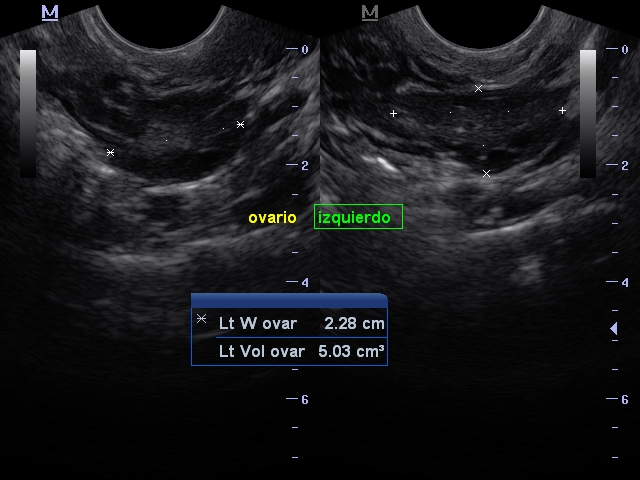 M M
0 0
2 2
ovario izquierdo
4 4
Lt W ovar 2.28 cm
Lt Vol ovar 5.03 cm³
6 6